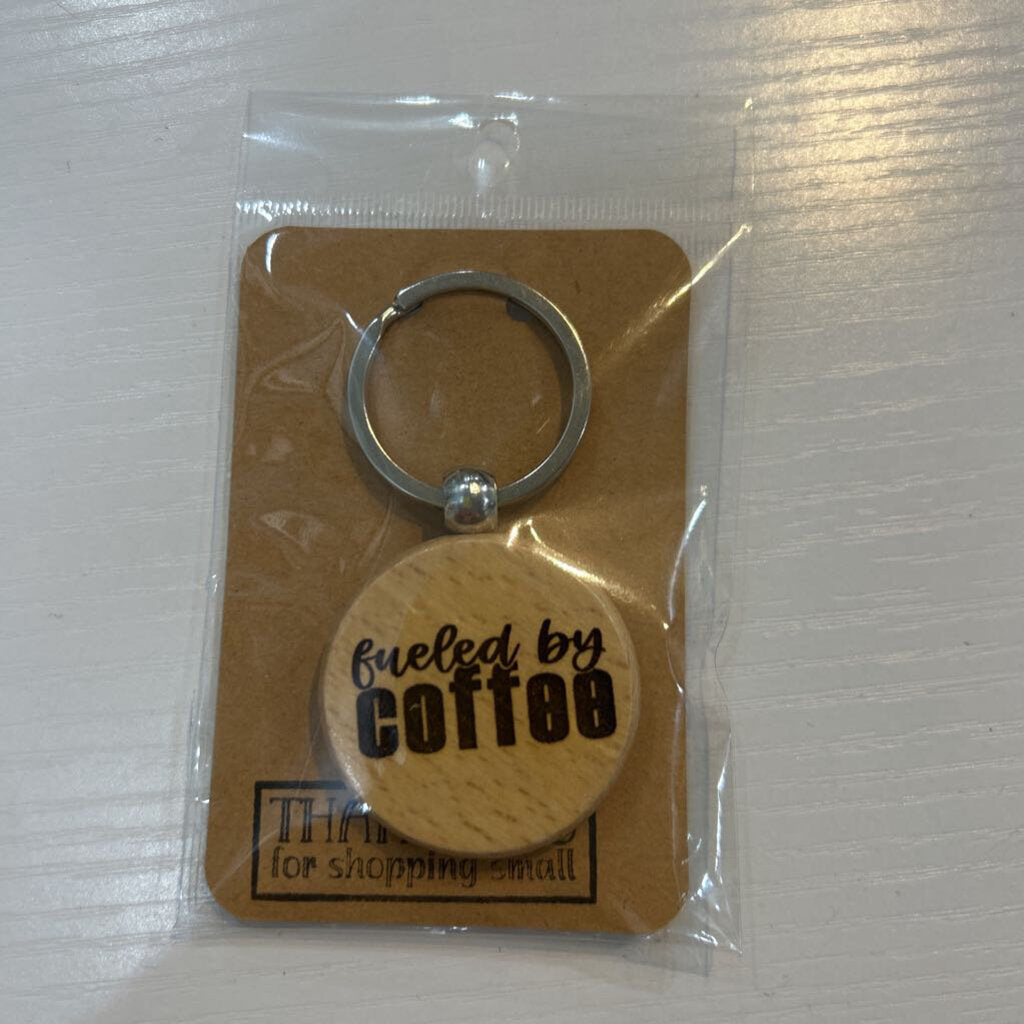 fueled by
coffee
for shopping small